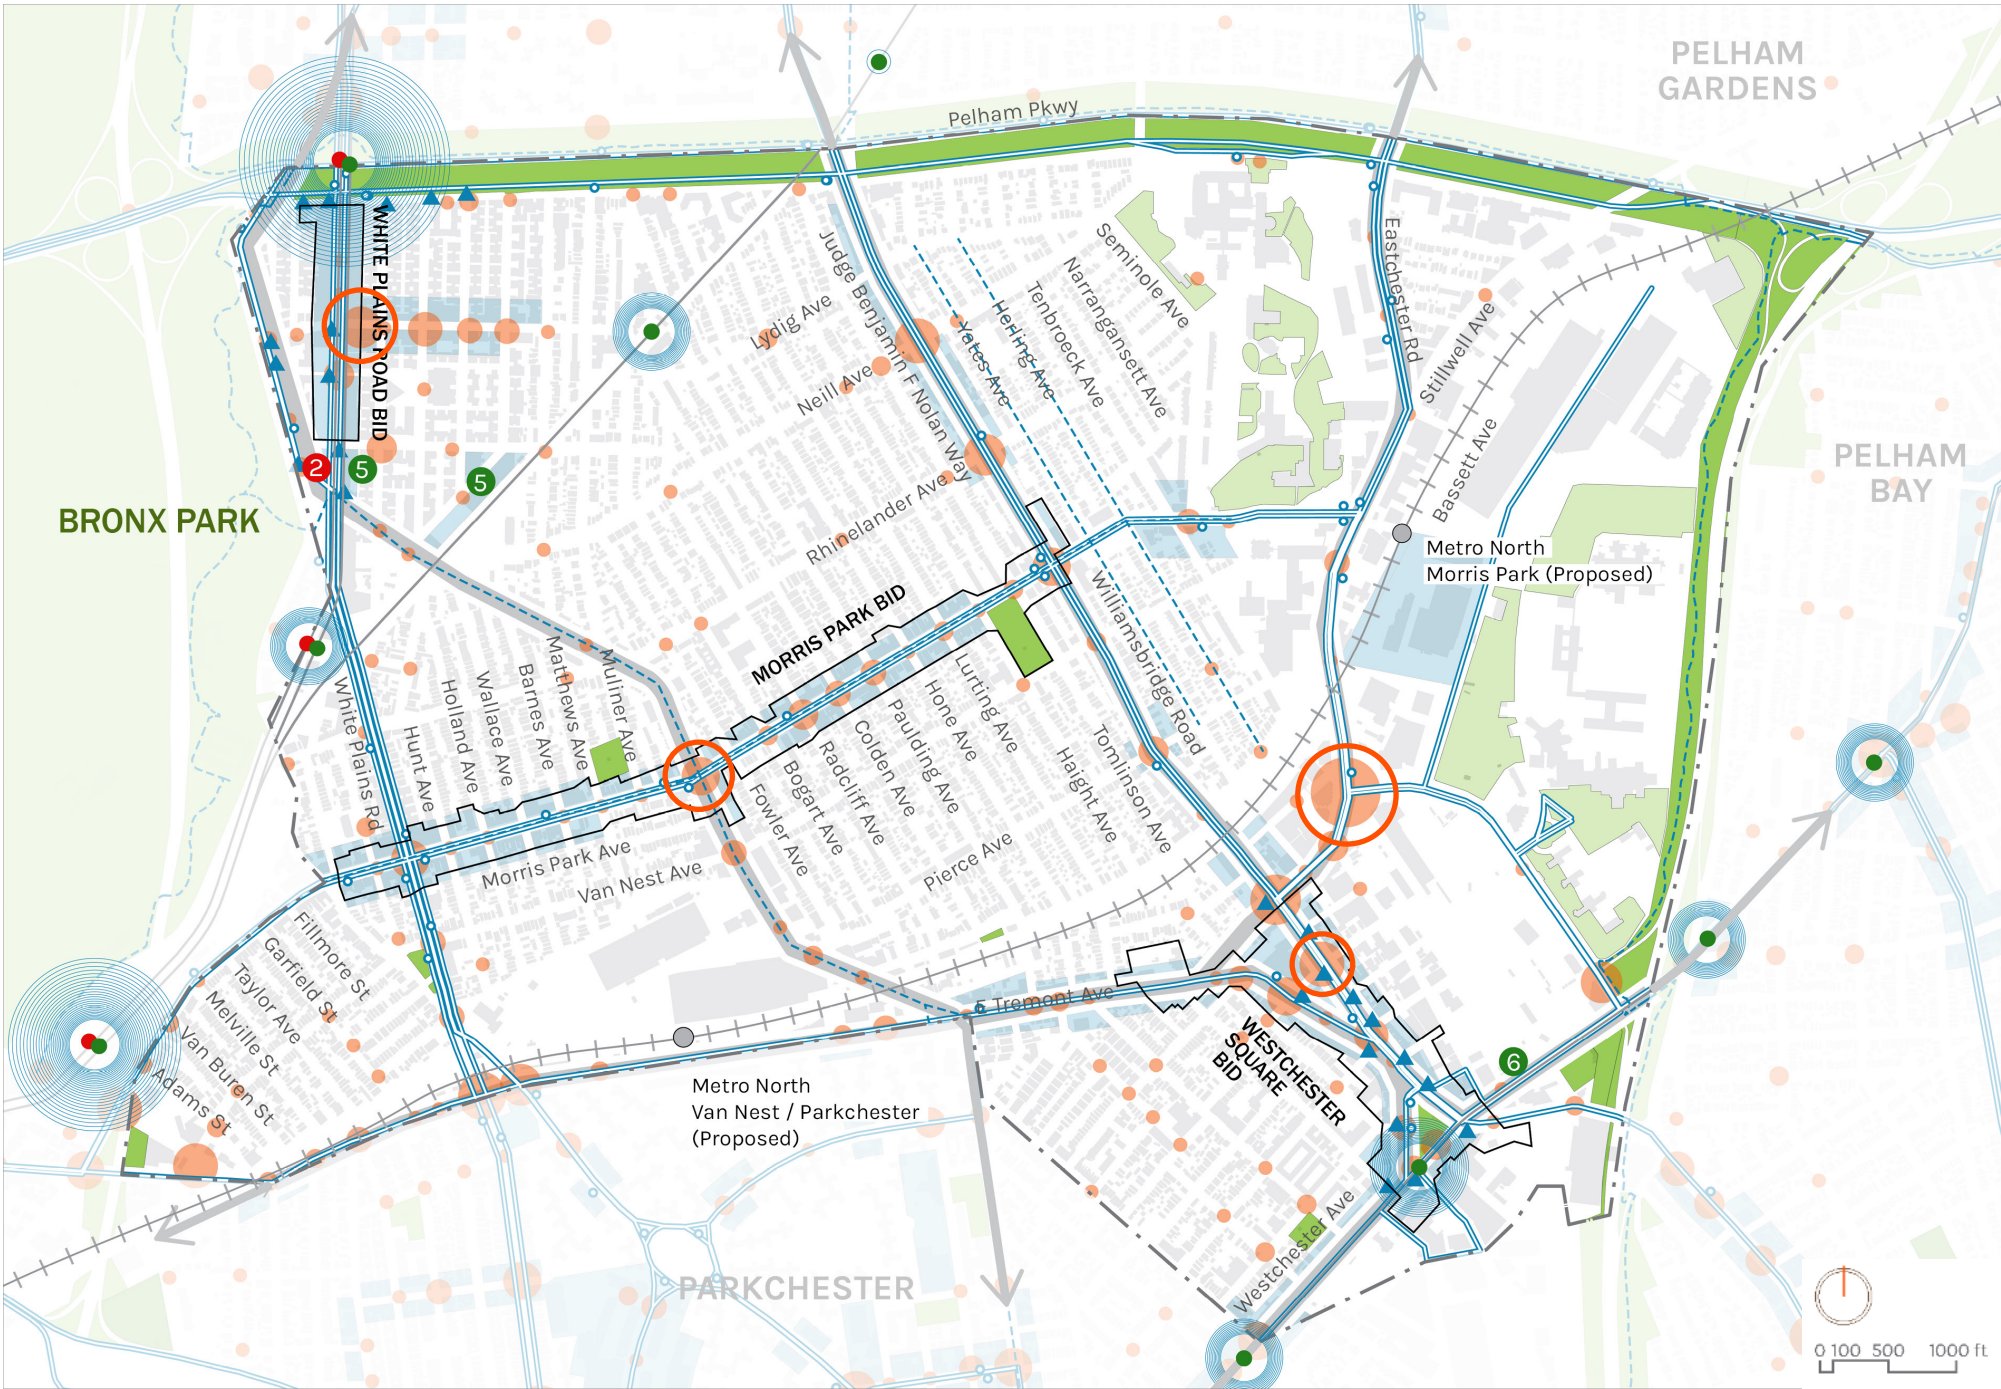 PELHAM
GARDENS
Pelham Pkwy
WHITE PLAINS ROAD BID
Judge Benjamin F Nolan Way
Lydig Ave
Neill Ave
Rhinelander Ave
Yates Ave
Hering Ave
Tenbroeck Ave
Narrangansett Ave
Seminole Ave
Eastchester Rd
Stillwell Ave
Bassett Ave
PELHAM
BAY
2
5
5
BRONX PARK
Metro North
Morris Park (Proposed)
MORRIS PARK BID
Williamsbridge Road
White Plains Rd
Hunt Ave
Holland Ave
Wallace Ave
Barnes Ave
Matthews Ave
Muliner Ave
Fowler Ave
Bogart Ave
Radcliff Ave
Colden Ave
Paulding Ave
Hone Ave
Lurting Ave
Haight Ave
Tomlinson Ave
Pierce Ave
Morris Park Ave
Van Nest Ave
Fillmore St
Garfield St
Taylor Ave
Melville St
Van Buren St
Adams St
E Tremont Ave
WESTCHESTER
SQUARE
BID
6
Metro North
Van Nest / Parkchester
(Proposed)
Westchester Ave
PARKCHESTER
0 100 500 1000 ft